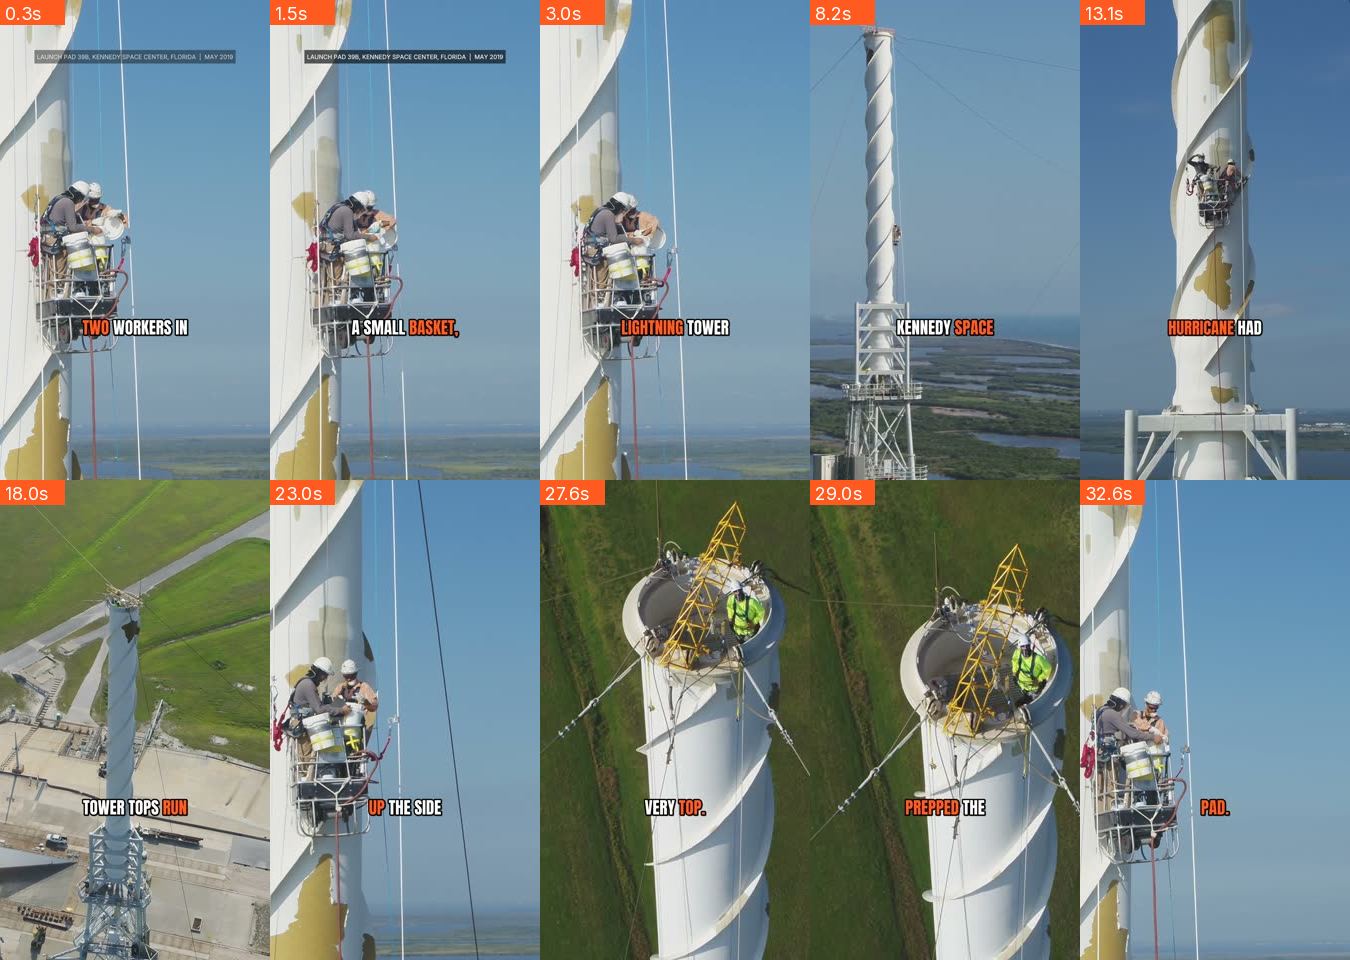 0.3s
LAUNCH PAD 39B, KENNEDY SPACE CENTER, FLORIDA | MAY 2019
TWO WORKERS IN
1.5s
LAUNCH PAD 39B, KENNEDY SPACE CENTER, FLORIDA | MAY 2019
A SMALL BASKET,
3.0s
LIGHTNING TOWER
8.2s
KENNEDY SPACE
13.1s
HURRICANE HAD
18.0s
TOWER TOPS RUN
23.0s
UP THE SIDE
27.6s
VERY TOP.
29.0s
PREPPED THE
32.6s
PAD.